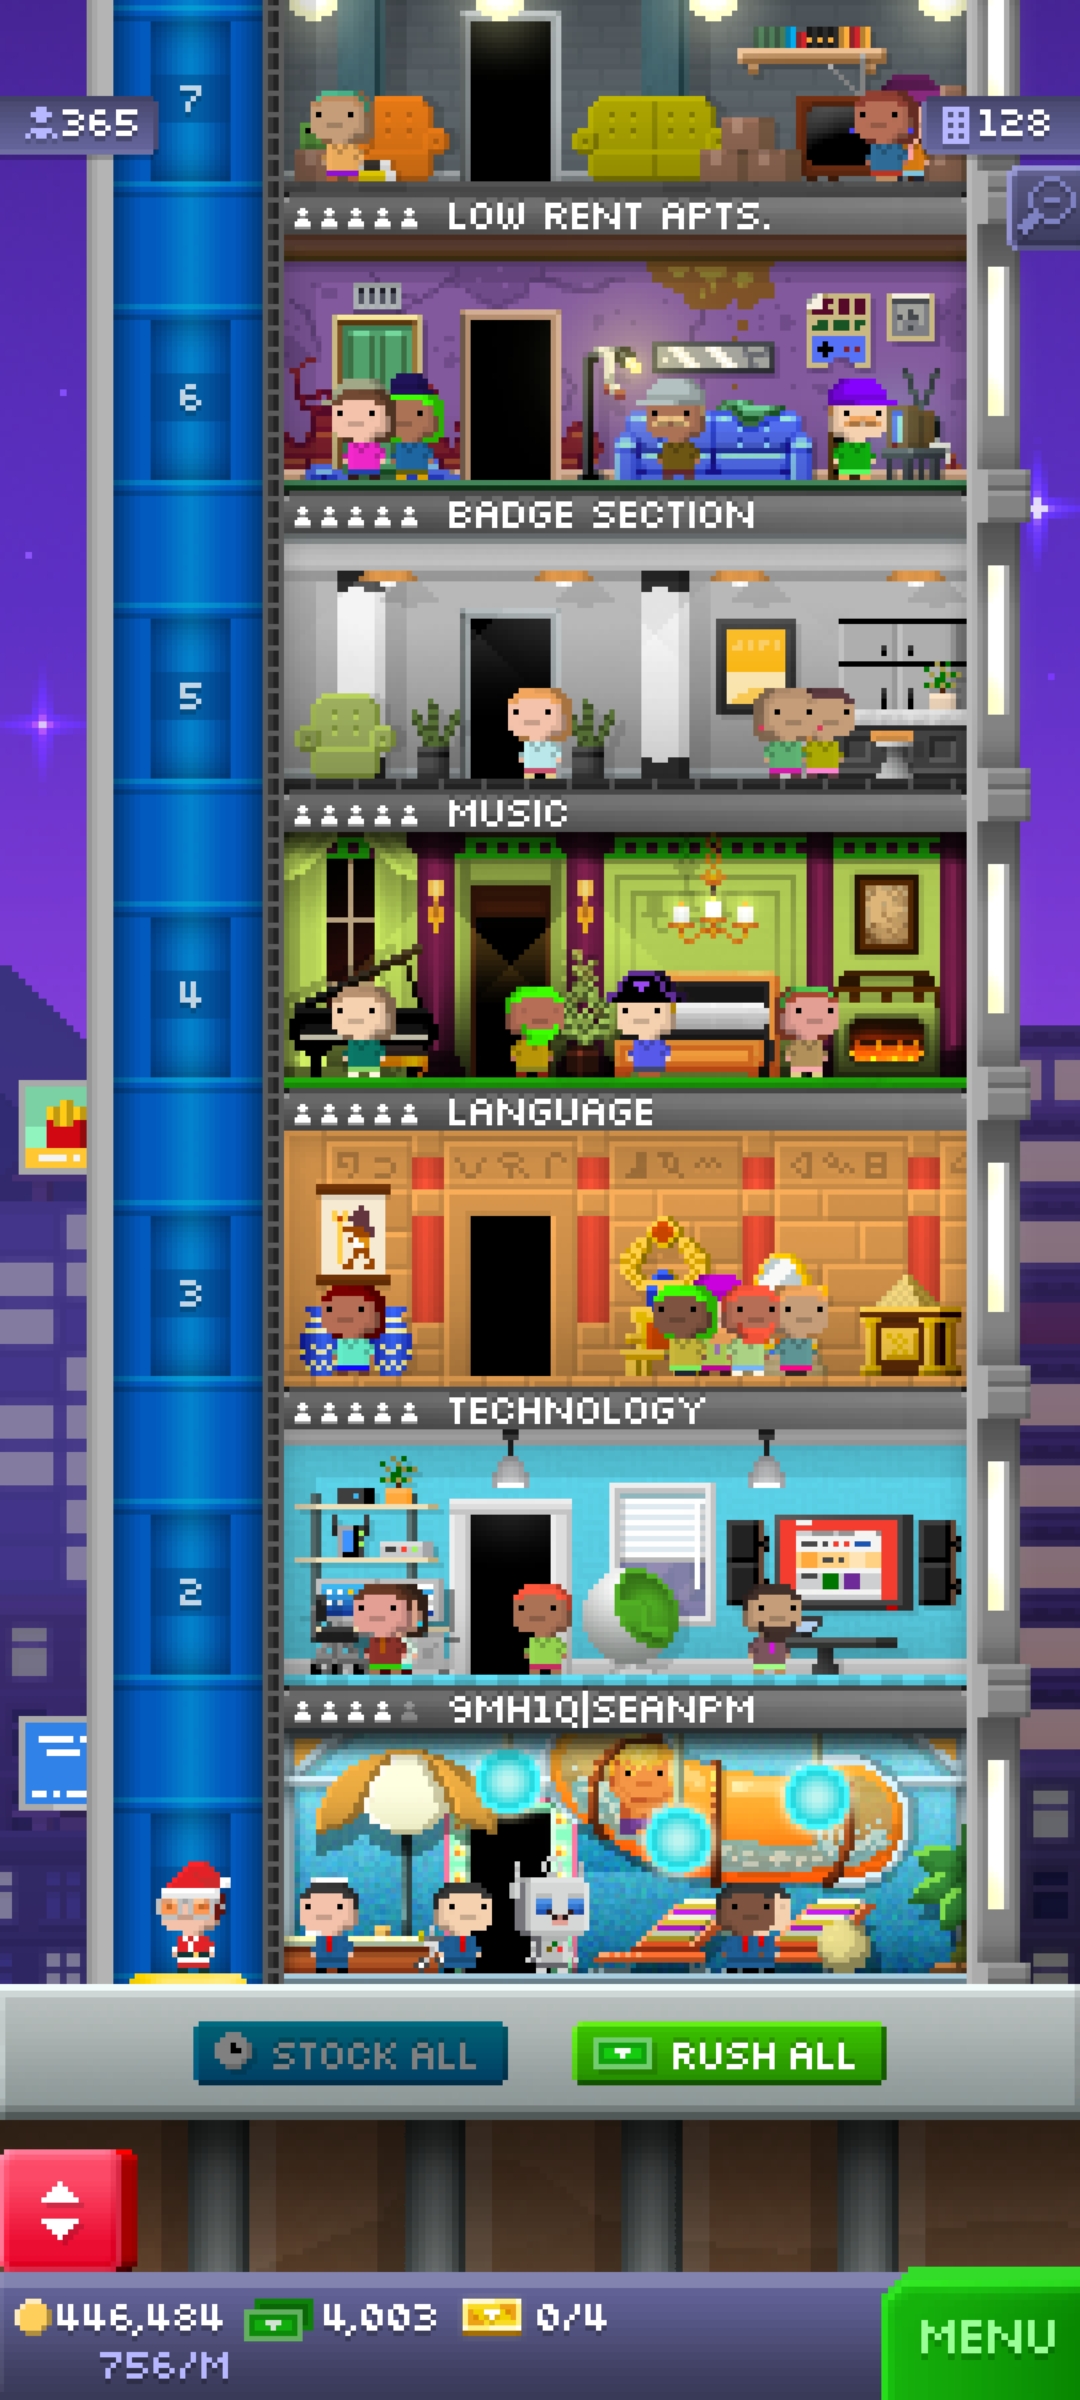 7
365
128
LOW RENT APTS.
6
BADGE SECTION
5
MUSIC
4
LANGUAGE
3
TECHNOLOGY
2
9MH1Q|SEANPM
STOCK ALL
RUSH ALL
446,484
4,003
0/4
756/M
MENU